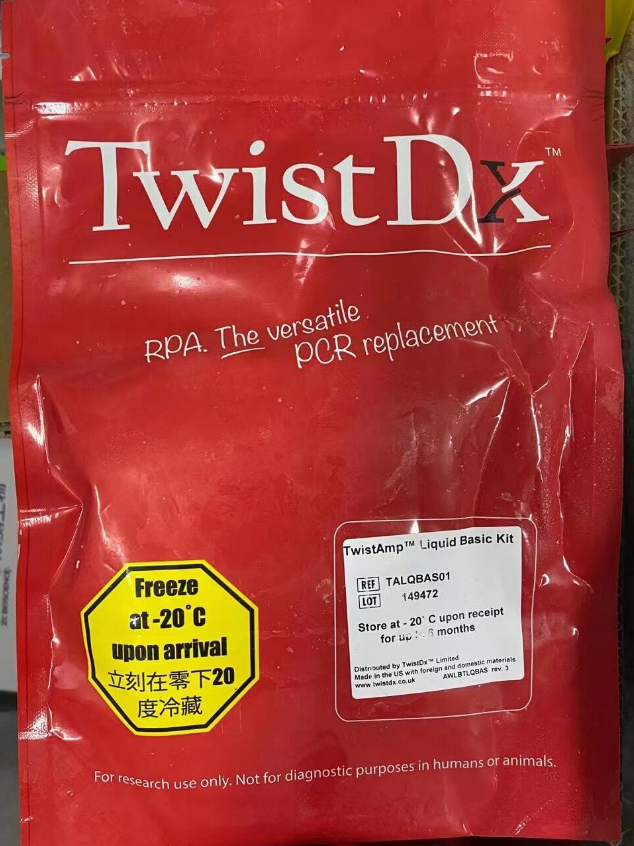 TwistDx™
RPA. The versatile
PCR replacement
TwistAmp™ Liquid Basic Kit
REF TALQBAS01
LOT 149472
Store at - 20° C upon receipt
for up 6 months
Distributed by TwistDx™ Limited
Made in the US with foreign and domestic materials
www.twistdx.co.uk AWLBTLQBAS rev. 3
Freeze
at -20°C
upon arrival
立刻在零下20
度冷藏
For research use only. Not for diagnostic purposes in humans or animals.